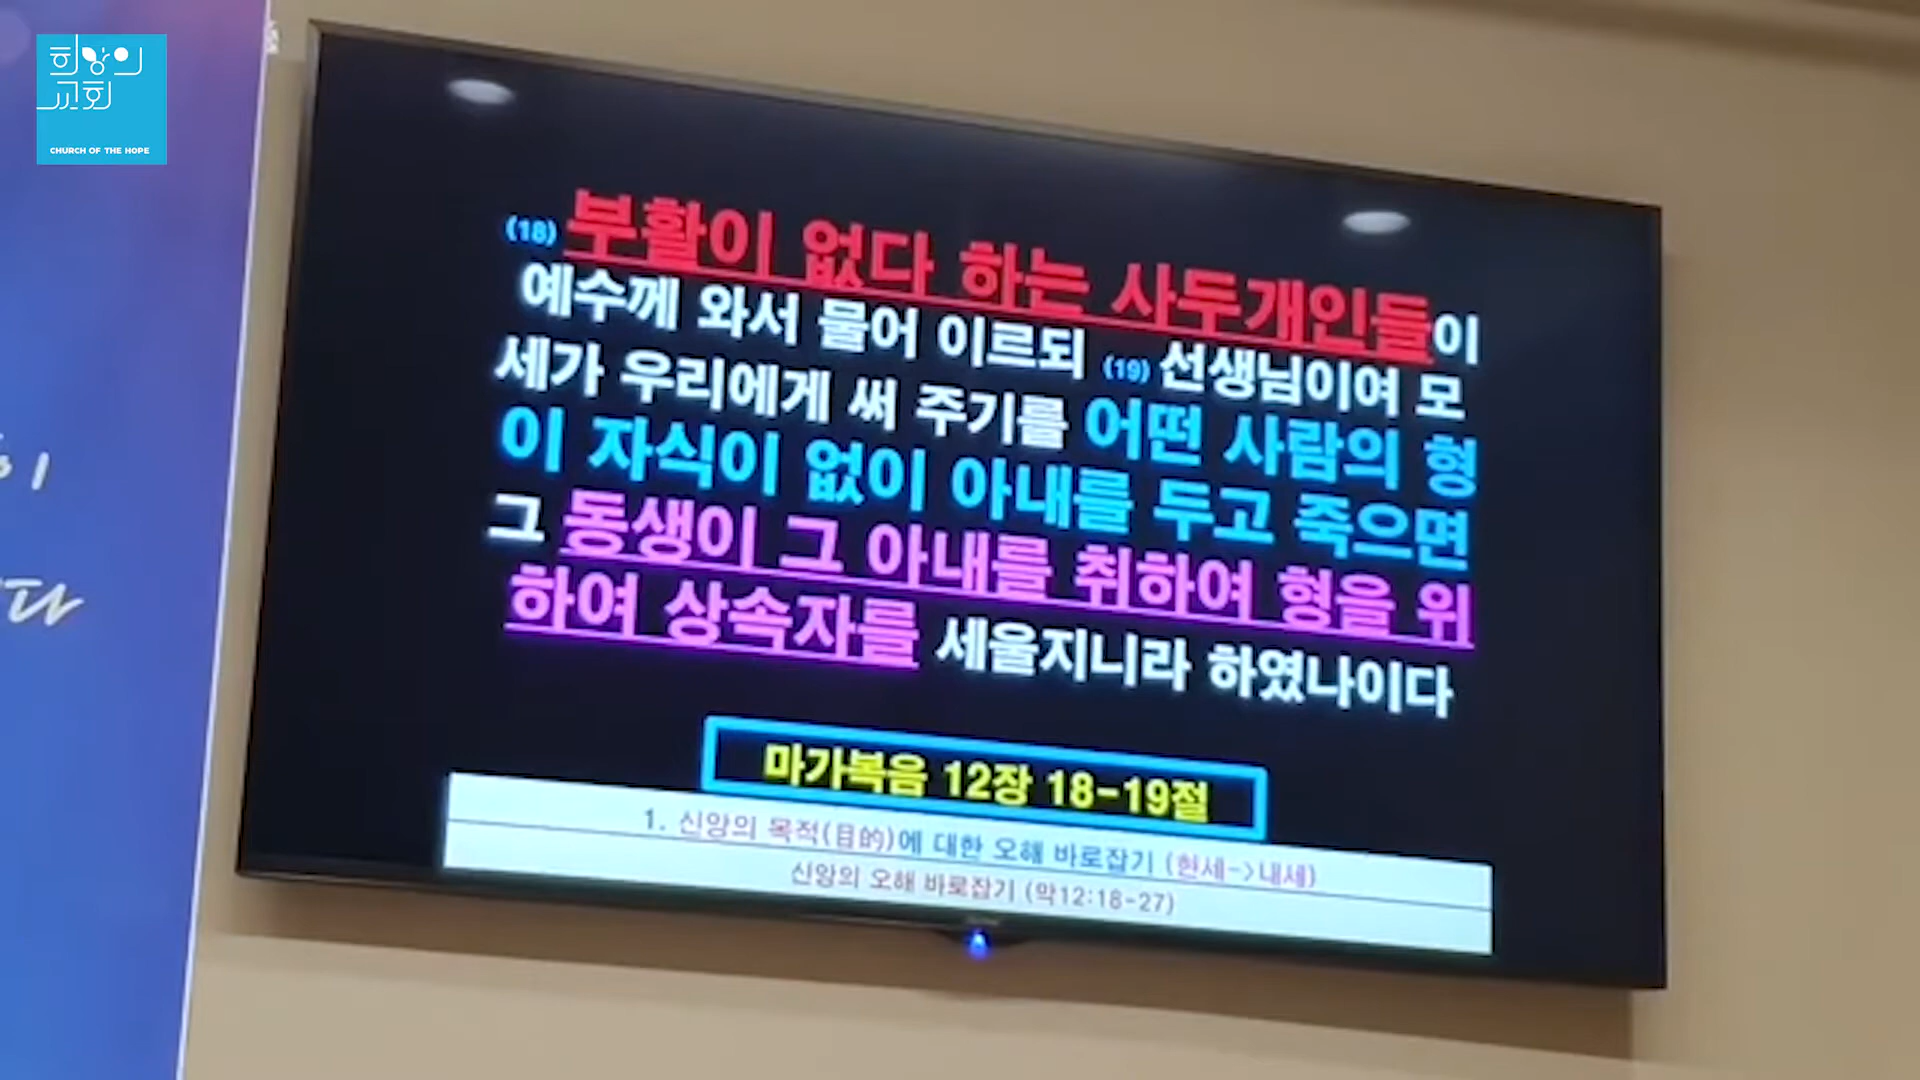 희망의
교회
CHURCH OF THE HOPE
(18) 부활이 없다 하는 사두개인들이
예수께 와서 물어 이르되 (19) 선생님이여 모
세가 우리에게 써 주기를 어떤 사람의 형
이 자식이 없이 아내를 두고 죽으면
그 동생이 그 아내를 취하여 형을 위
하여 상속자를 세울지니라 하였나이다
마가복음 12장 18-19절
1. 신앙의 목적(目的)에 대한 오해 바로잡기 (현세->내세)
신앙의 오해 바로잡기 (막12:18-27)